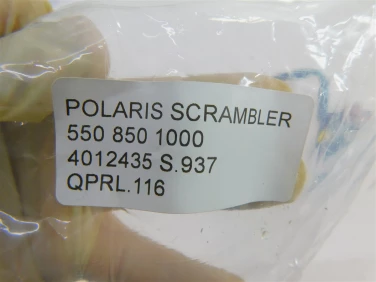 POLARIS SCRAMBLER
550 850 1000
4012435 S.937
QPRL.116